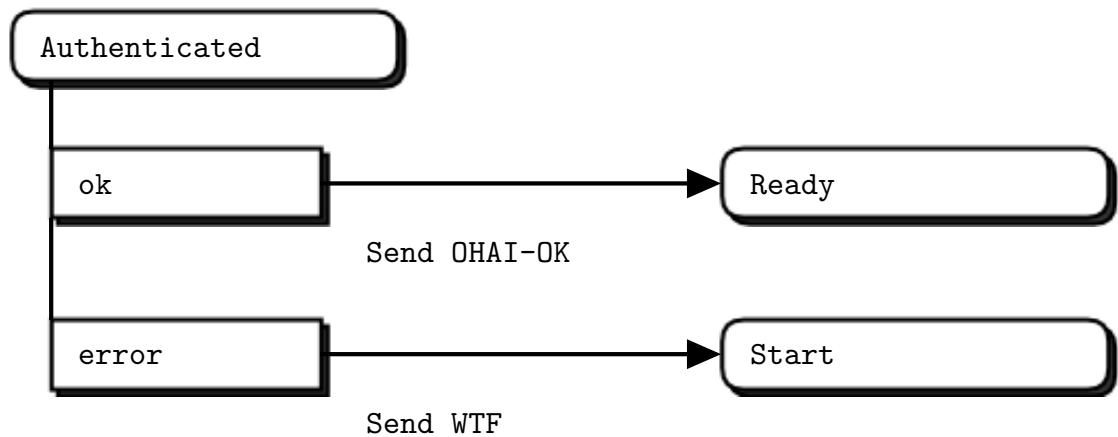 Authenticated
ok
Ready
Send OHAI-OK
error
Start
Send WTF